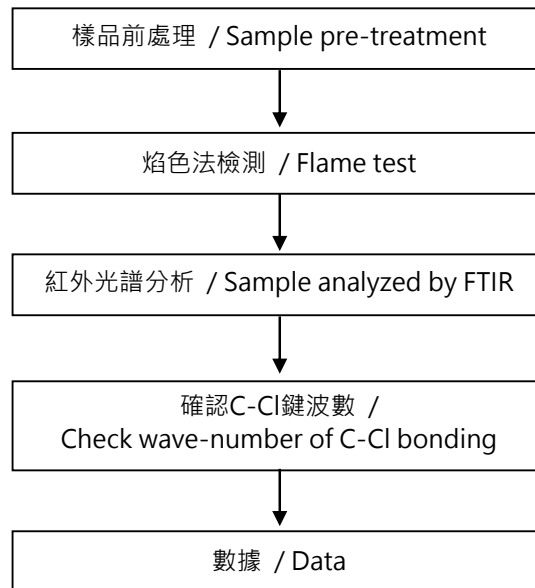 樣品前處理 / Sample pre-treatment
焰色法檢測 / Flame test
紅外光譜分析 / Sample analyzed by FTIR
確認C-Cl鍵波數 /
Check wave-number of C-Cl bonding
數據 / Data